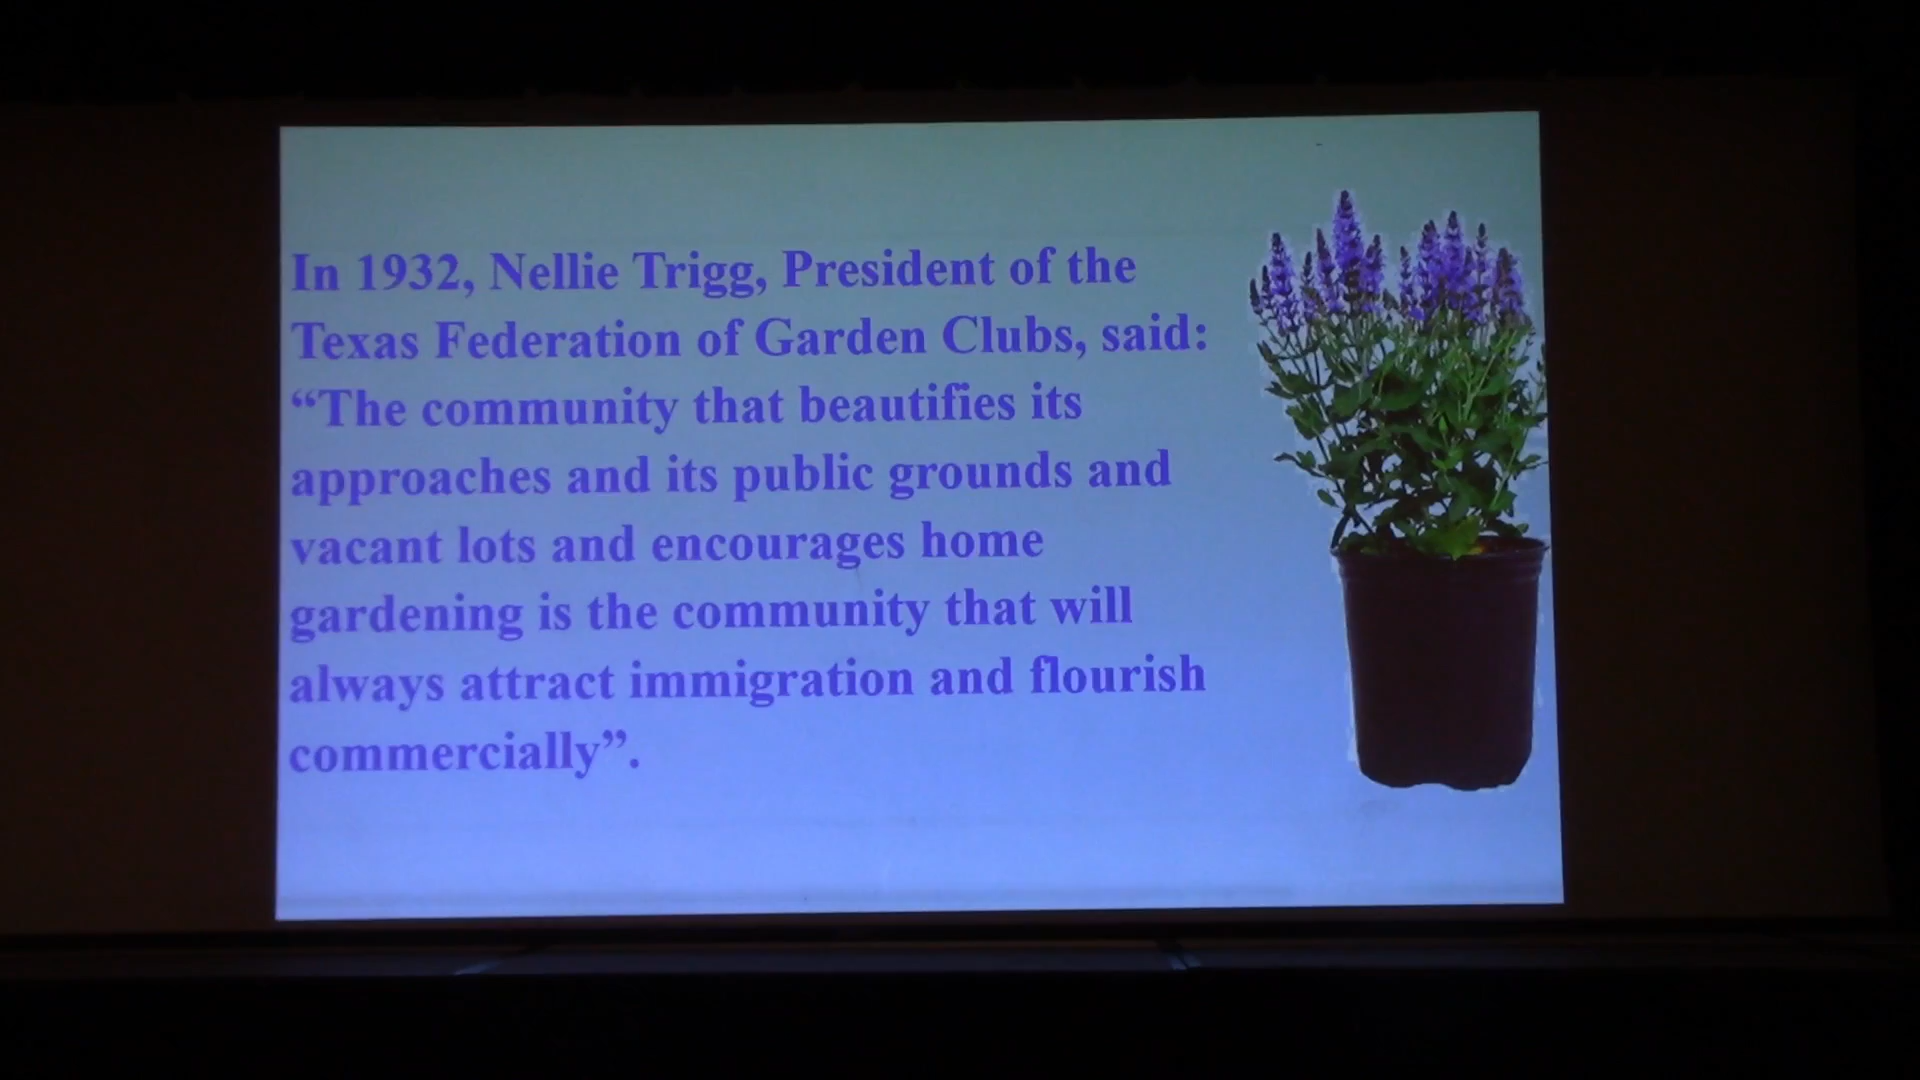 In 1932, Nellie Trigg, President of the
Texas Federation of Garden Clubs, said:
“The community that beautifies its
approaches and its public grounds and
vacant lots and encourages home
gardening is the community that will
always attract immigration and flourish
commercially”.